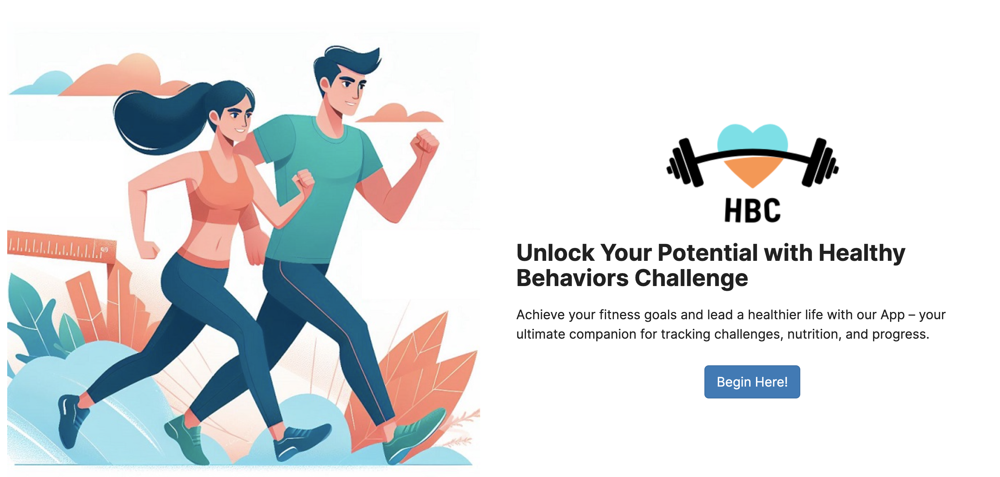 HBC
Unlock Your Potential with Healthy
Behaviors Challenge
Achieve your fitness goals and lead a healthier life with our App – your
ultimate companion for tracking challenges, nutrition, and progress.
Begin Here!